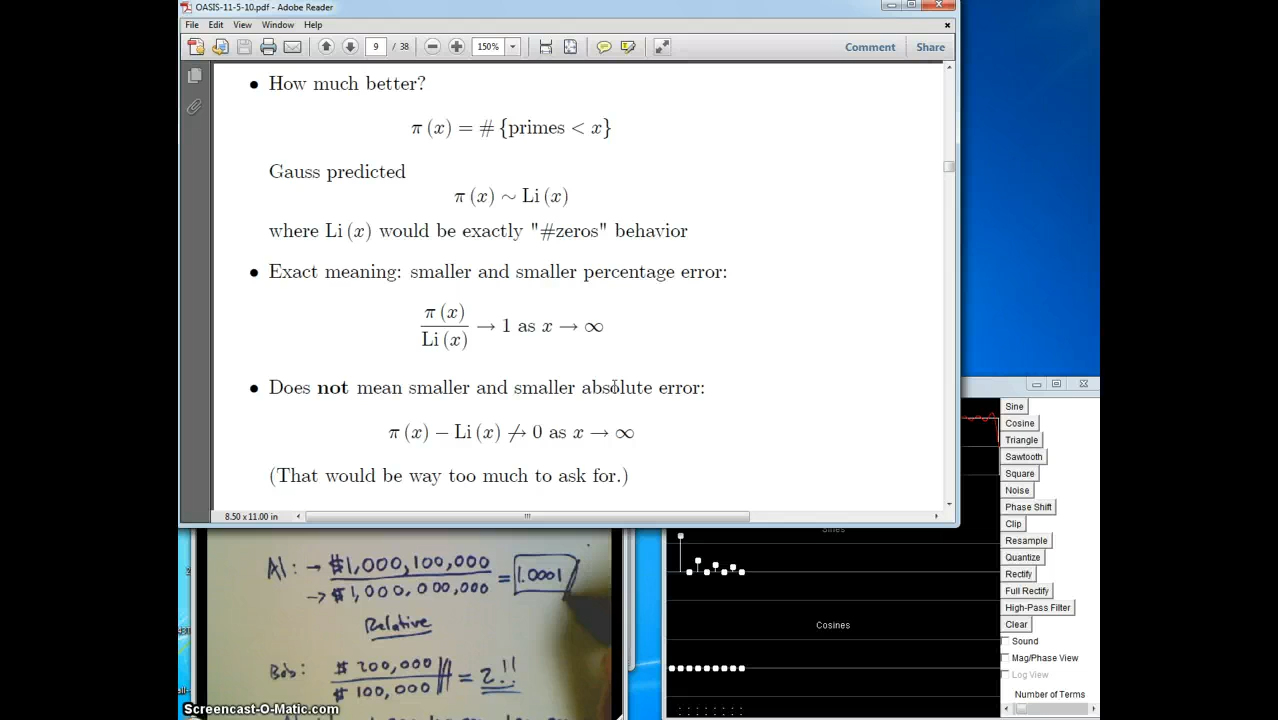 OASIS-11-5-10.pdf - Adobe Reader
File Edit View Window Help
9 / 38 150% Comment Share
• How much better?
π (x) = # {primes < x}
Gauss predicted
π (x) ∼ Li (x)
where Li (x) would be exactly "#zeros" behavior
• Exact meaning: smaller and smaller percentage error:
π (x)
Li (x)
→ 1 as x → ∞
• Does not mean smaller and smaller absolute error:
π (x) − Li (x) ↛ 0 as x → ∞
(That would be way too much to ask for.)
8.50 x 11.00 in
Al: → $1,000,100,000
→ $1,000,000,000
= 1.0001
Relative
Bob: $ 200,000
$ 100,000
= 2!!
Sine
Cosine
Triangle
Sawtooth
Square
Noise
Phase Shift
Clip
Resample
Quantize
Rectify
Full Rectify
High-Pass Filter
Clear
Sound
Mag/Phase View
Log View
Number of Terms
Sines
Cosines
Screencast-O-Matic.com